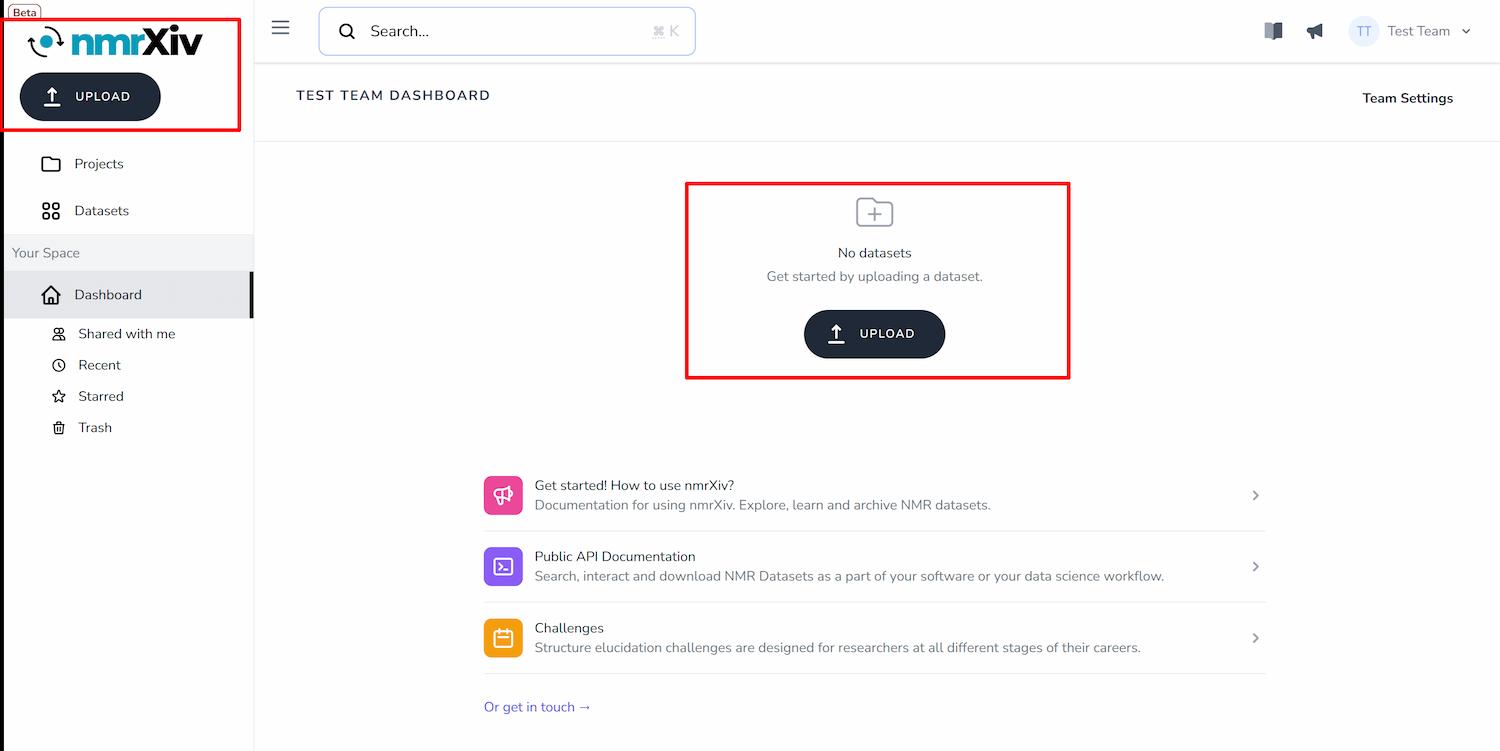 Beta
nmrXiv
UPLOAD
Projects
Datasets
Your Space
Dashboard
Shared with me
Recent
Starred
Trash
Search...
⌘ K
TT
Test Team
TEST TEAM DASHBOARD
Team Settings
No datasets
Get started by uploading a dataset.
UPLOAD
Get started! How to use nmrXiv?
Documentation for using nmrXiv. Explore, learn and archive NMR datasets.
Public API Documentation
Search, interact and download NMR Datasets as a part of your software or your data science workflow.
Challenges
Structure elucidation challenges are designed for researchers at all different stages of their careers.
Or get in touch →